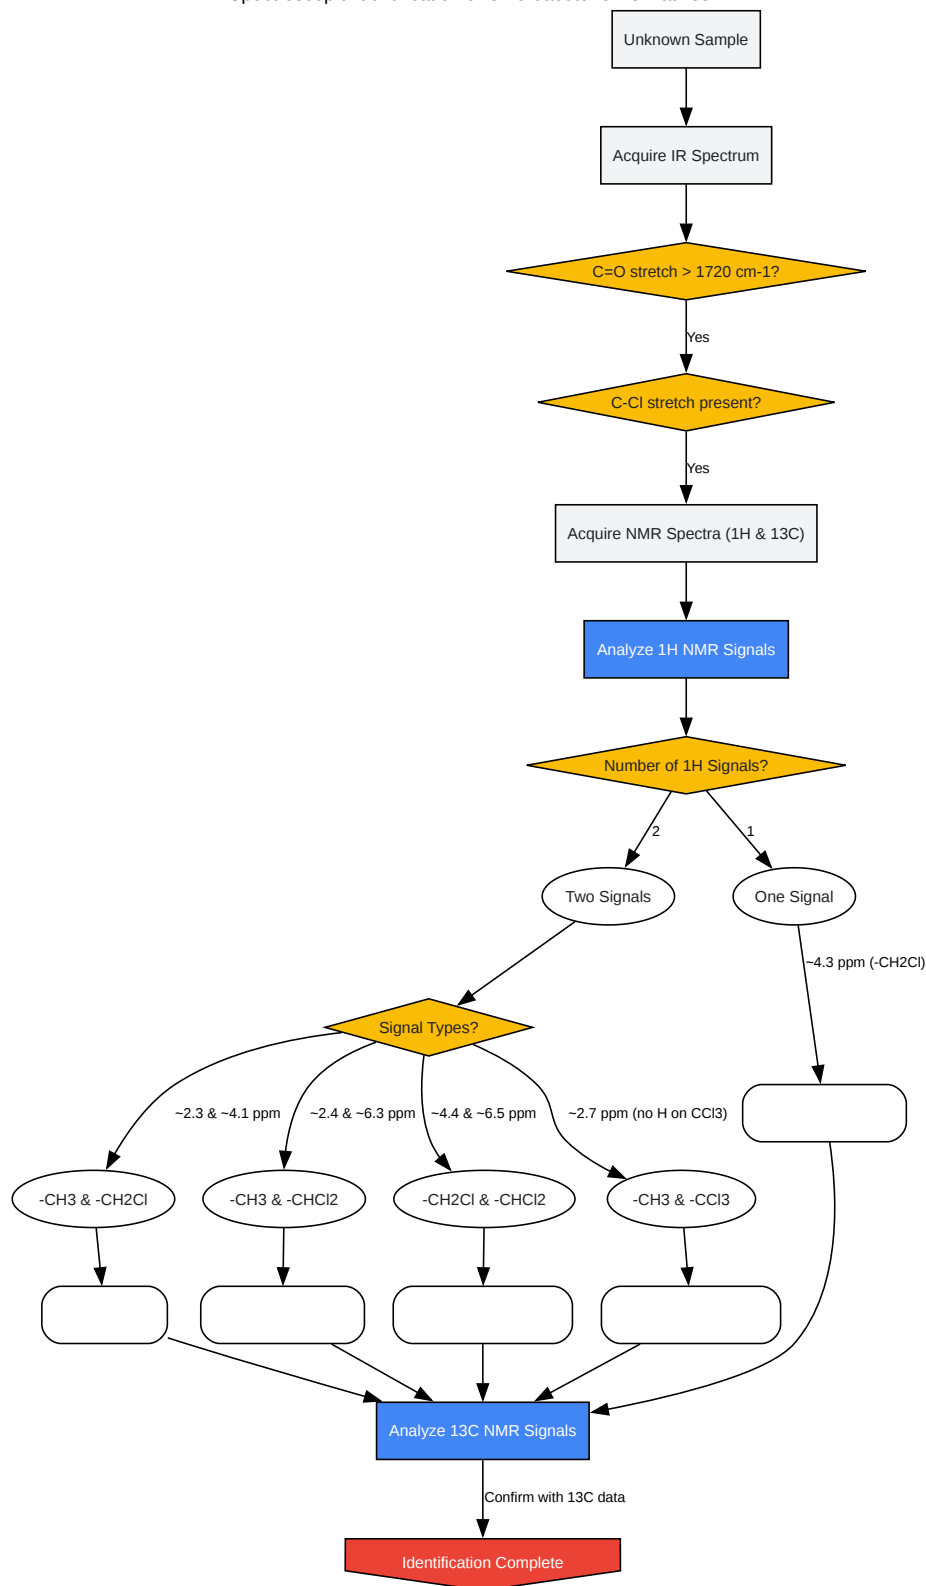 Unknown Sample
Acquire IR Spectrum
C=O stretch > 1720 cm-1?
Yes
C-Cl stretch present?
Yes
Acquire NMR Spectra (1H & 13C)
Analyze 1H NMR Signals
Number of 1H Signals?
2
1
Two Signals
One Signal
~4.3 ppm (-CH2Cl)
Signal Types?
~2.3 & ~4.1 ppm
~2.4 & ~6.3 ppm
~4.4 & ~6.5 ppm
~2.7 ppm (no H on CCl3)
-CH3 & -CH2Cl
-CH3 & -CHCl2
-CH2Cl & -CHCl2
-CH3 & -CCl3
Analyze 13C NMR Signals
Confirm with 13C data
Identification Complete